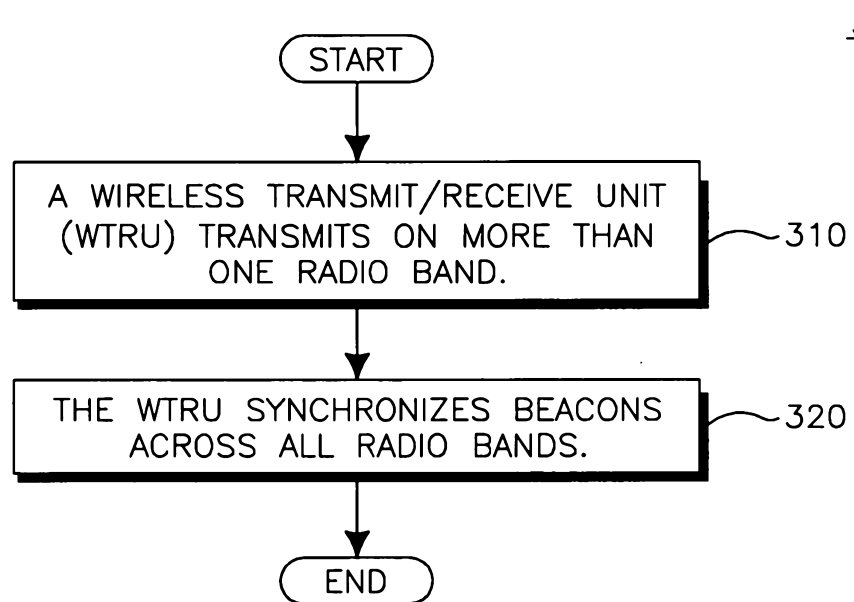 START
A WIRELESS TRANSMIT/RECEIVE UNIT
(WTRU) TRANSMITS ON MORE THAN
ONE RADIO BAND.
310
THE WTRU SYNCHRONIZES BEACONS
ACROSS ALL RADIO BANDS.
320
END